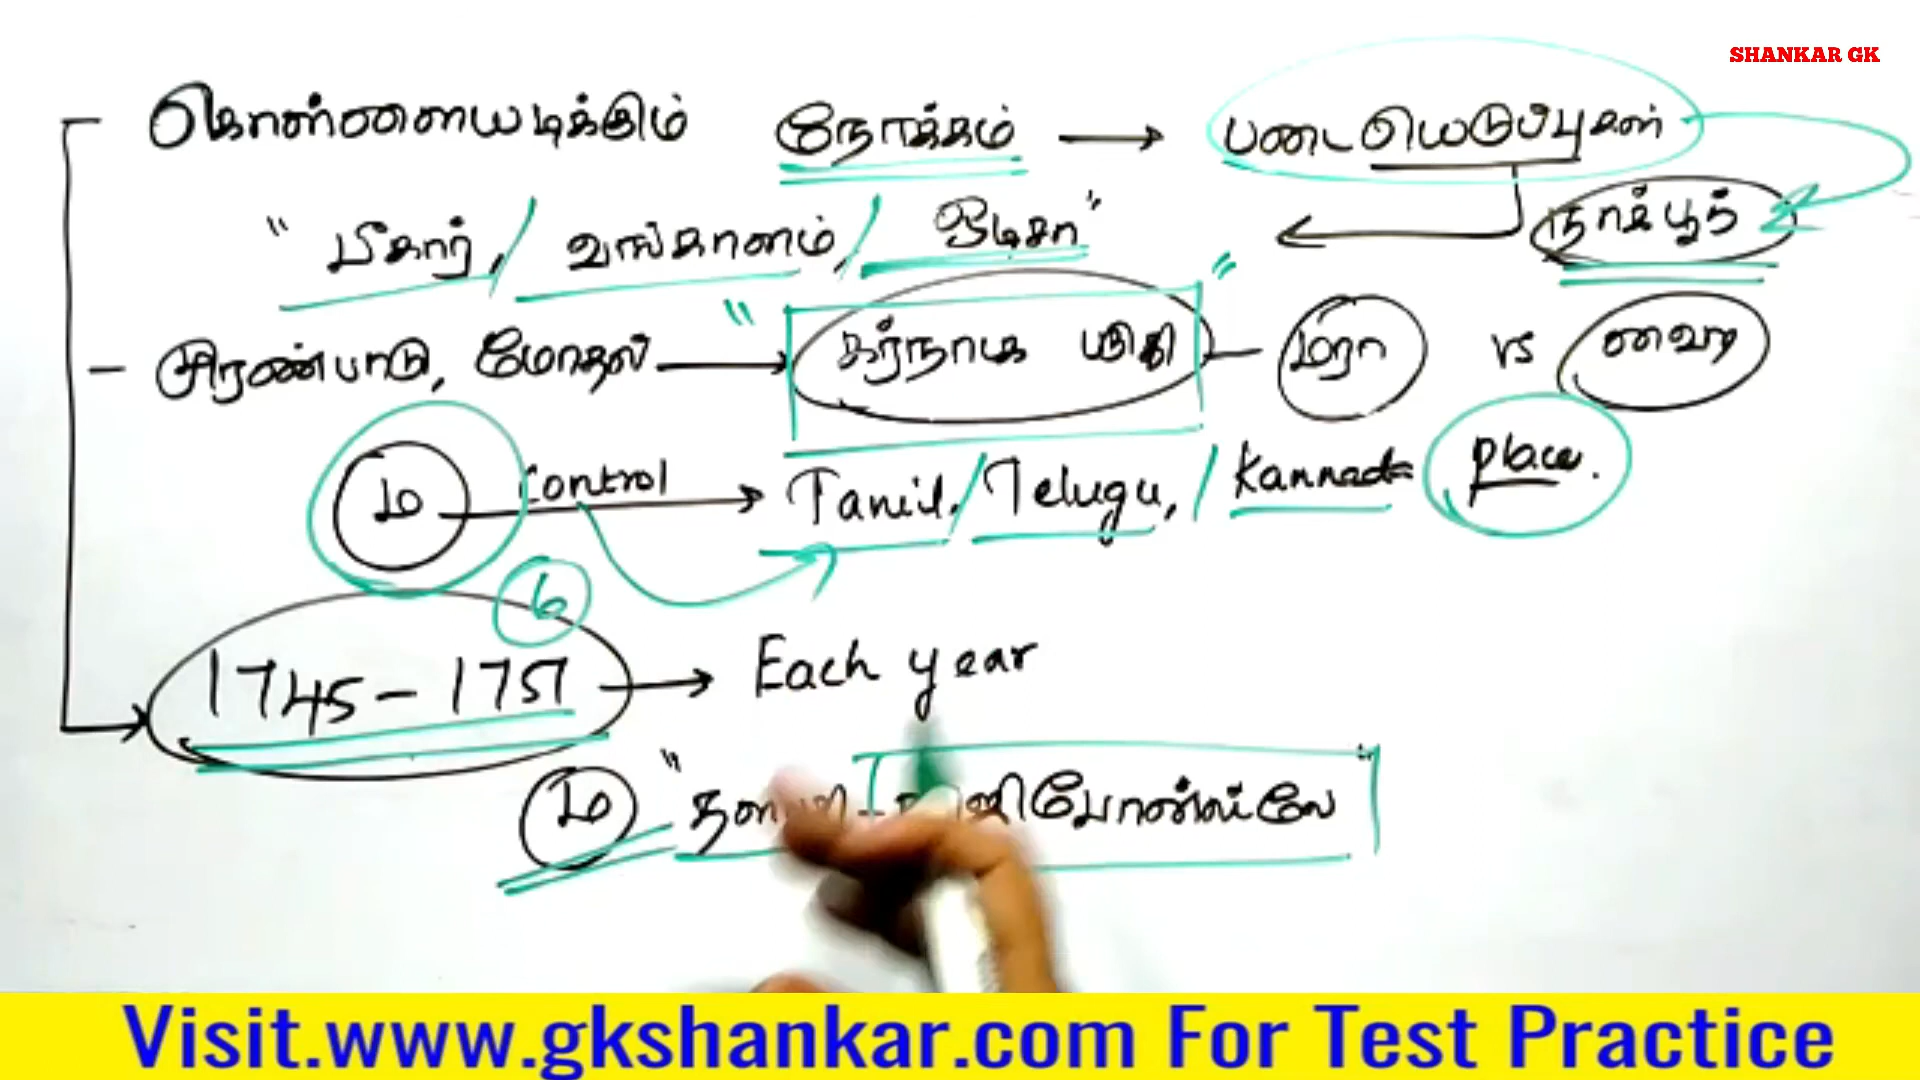 SHANKAR GK
கொள்ளையடிக்கும் நோக்கம் → படையெடுப்புகள்
" பீகார், / வங்காளம், / ஒடிசா " நாக்பூர்
- முரண்பாடு, மோதல் → " கர்நாடக பகுதி " - மரா vs
ம control → Tamil, / Telugu, / Kannada place.
6
1745 - 1751 → Each year
ம "
Visit.www.gkshankar.com For Test Practice